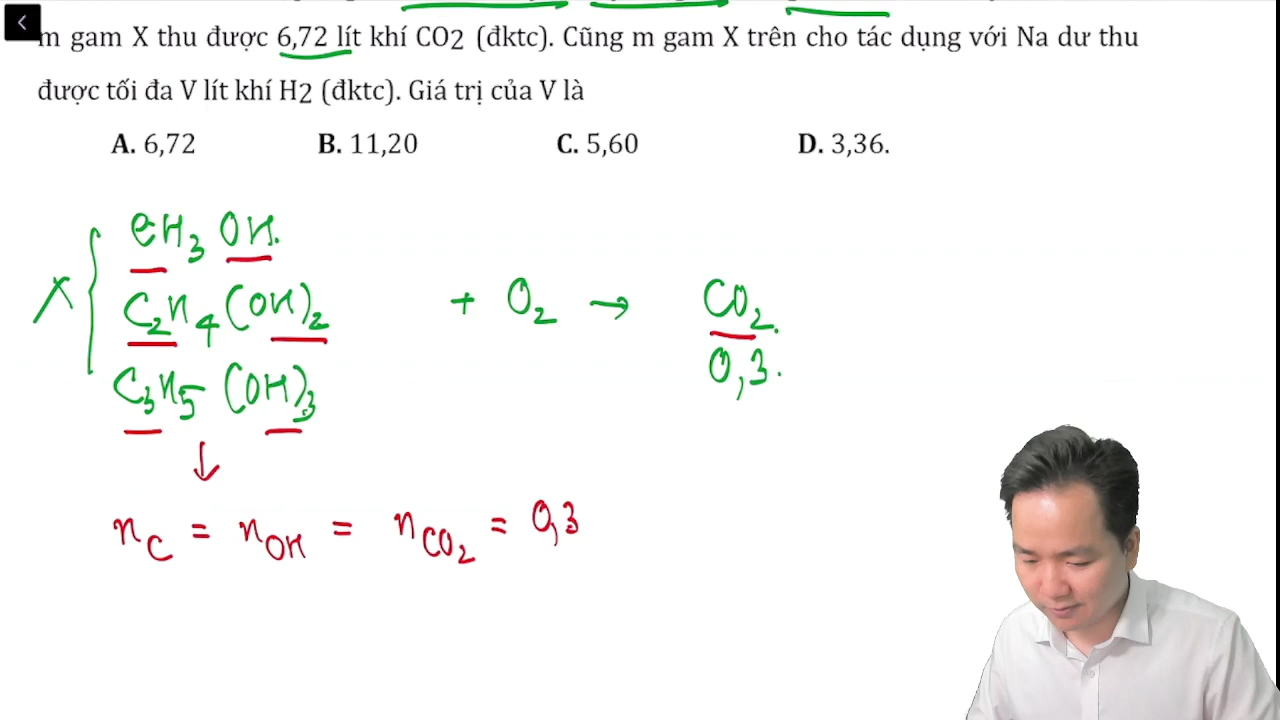 m gam X thu được 6,72 lít khí CO2 (đktc). Cũng m gam X trên cho tác dụng với Na dư thu
được tối đa V lít khí H2 (đktc). Giá trị của V là
A. 6,72 B. 11,20 C. 5,60 D. 3,36.
CH3 OH.
X { C2H4(OH)2 + O2 → CO2.
C3H5(OH)3 0,3.
↓
nC = nOH = nCO2 = 0,3